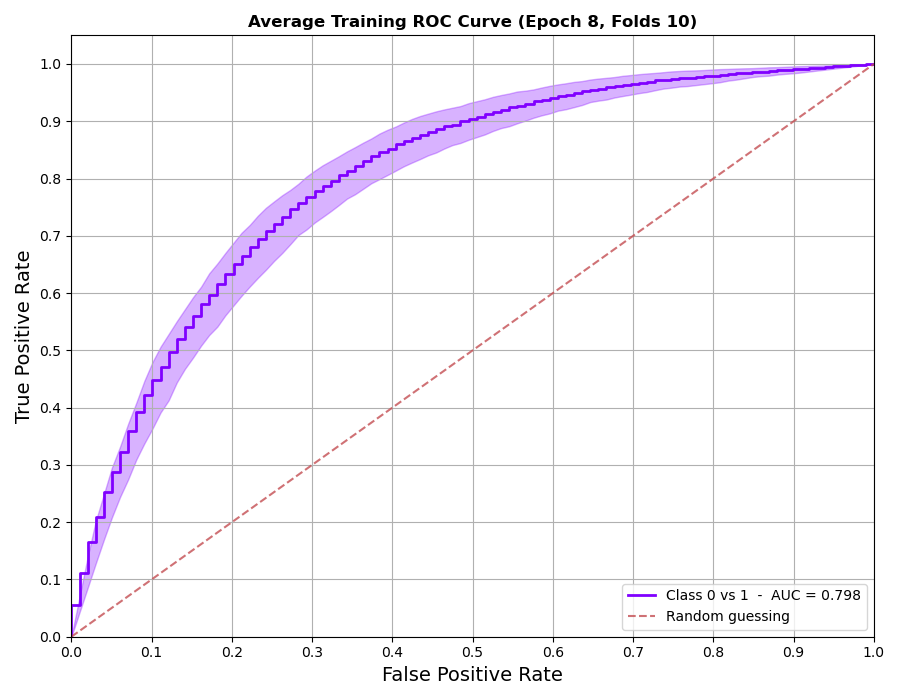 Average Training ROC Curve (Epoch 8, Folds 10)
True Positive Rate
1.0
0.9
0.8
0.7
0.6
0.5
0.4
0.3
0.2
0.1
0.0
Class 0 vs 1  -  AUC = 0.798
Random guessing
0.0 0.1 0.2 0.3 0.4 0.5 0.6 0.7 0.8 0.9 1.0
False Positive Rate